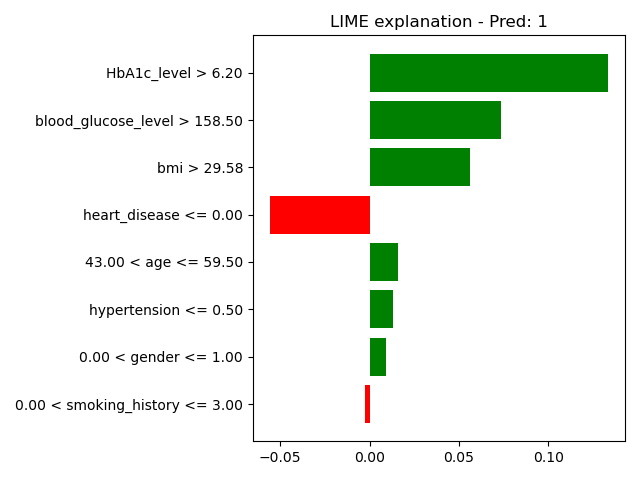 LIME explanation - Pred: 1
HbA1c_level > 6.20
blood_glucose_level > 158.50
bmi > 29.58
heart_disease <= 0.00
43.00 < age <= 59.50
hypertension <= 0.50
0.00 < gender <= 1.00
0.00 < smoking_history <= 3.00
−0.05 0.00 0.05 0.10